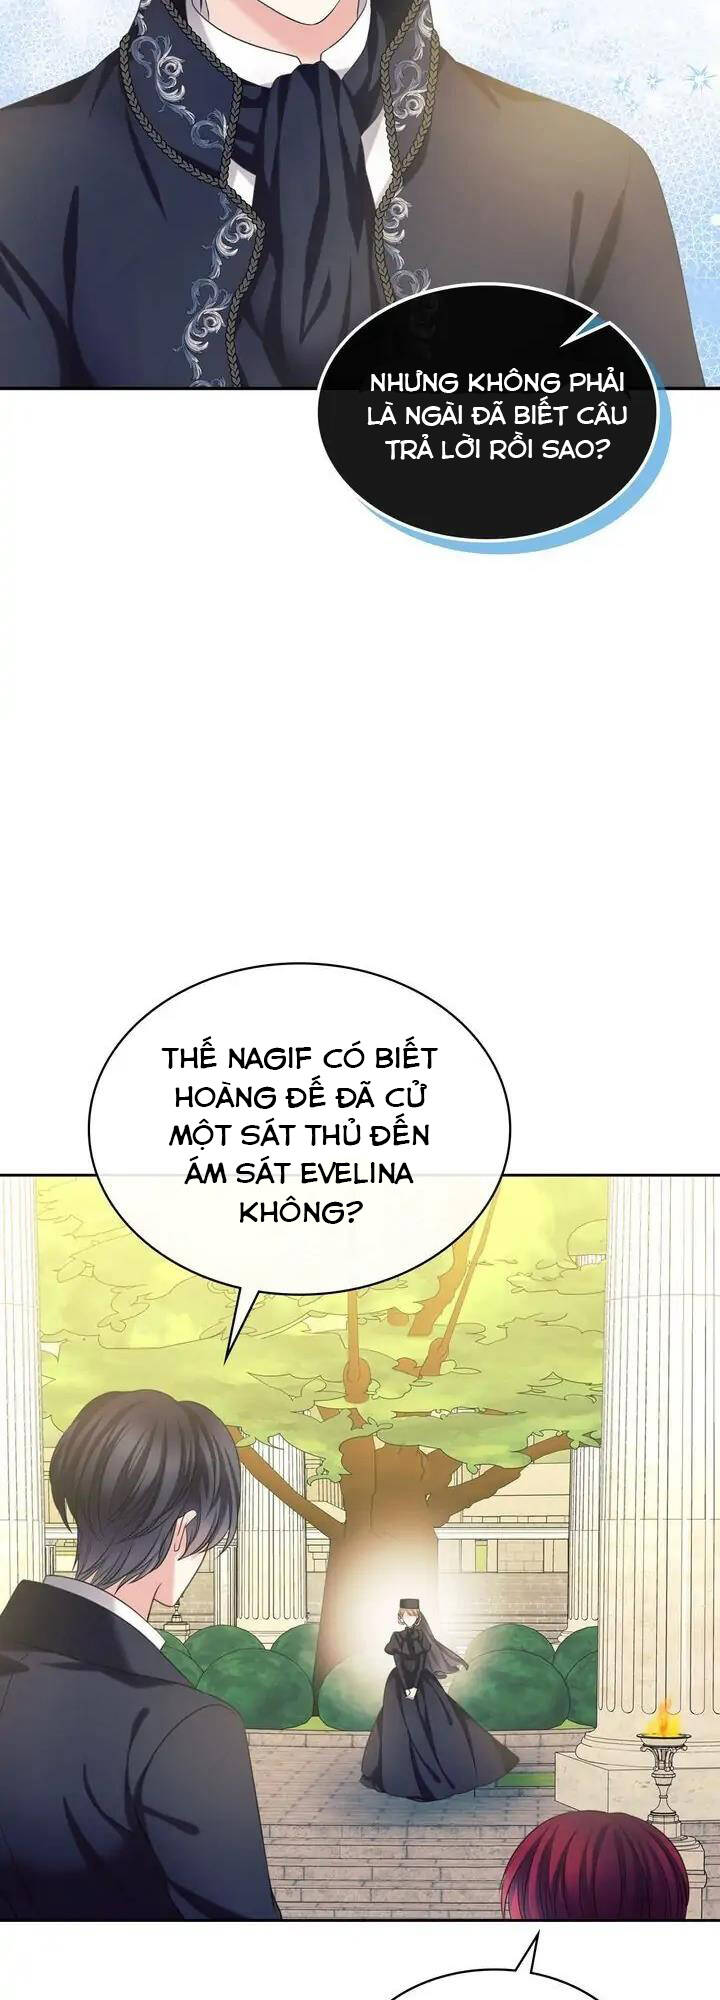 NHƯNG KHÔNG PHẢI
LÀ NGÀI ĐÃ BIẾT CÂU
TRẢ LỜI RỒI SAO?
THẾ NAGIF CÓ BIẾT
HOÀNG ĐẾ ĐÃ CỬ
MỘT SÁT THỦ ĐẾN
ÁM SÁT EVELINA
KHÔNG?